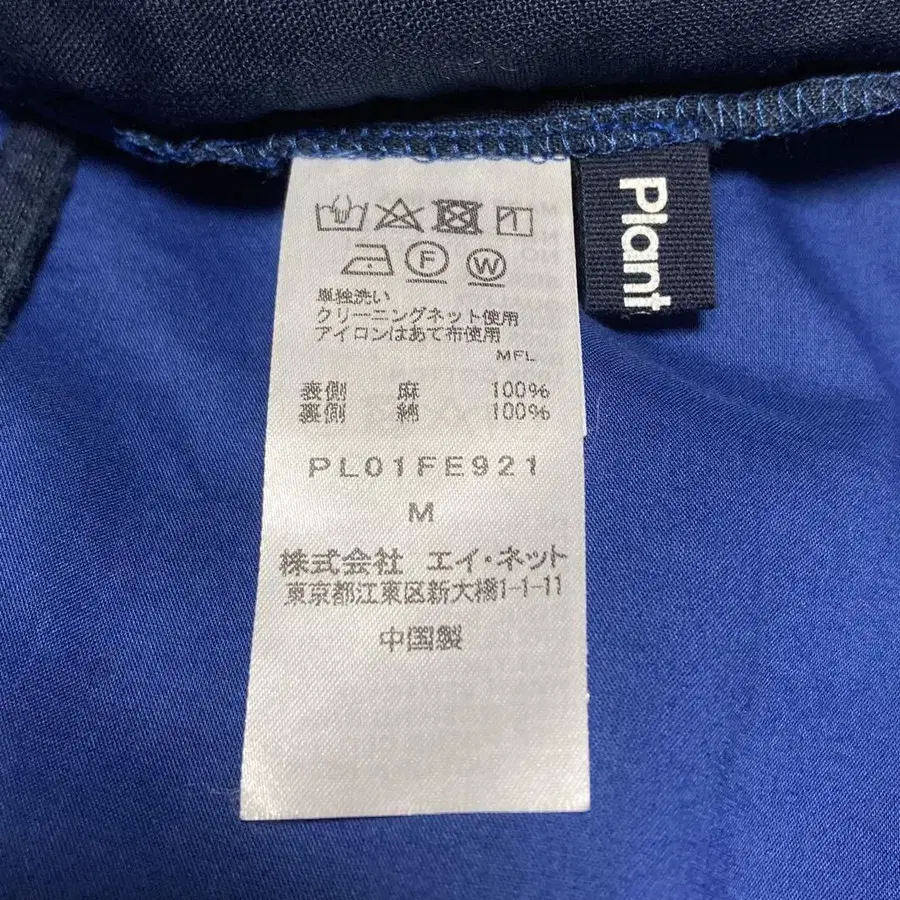 F W
単独洗い
クリーニングネット使用
アイロンはあて布使用
MFL
表側 麻 100%
裏側 綿 100%
PL01FE921
M
株式会社 エイ・ネット
東京都江東区新大橋1-1-11
中国製
Plant